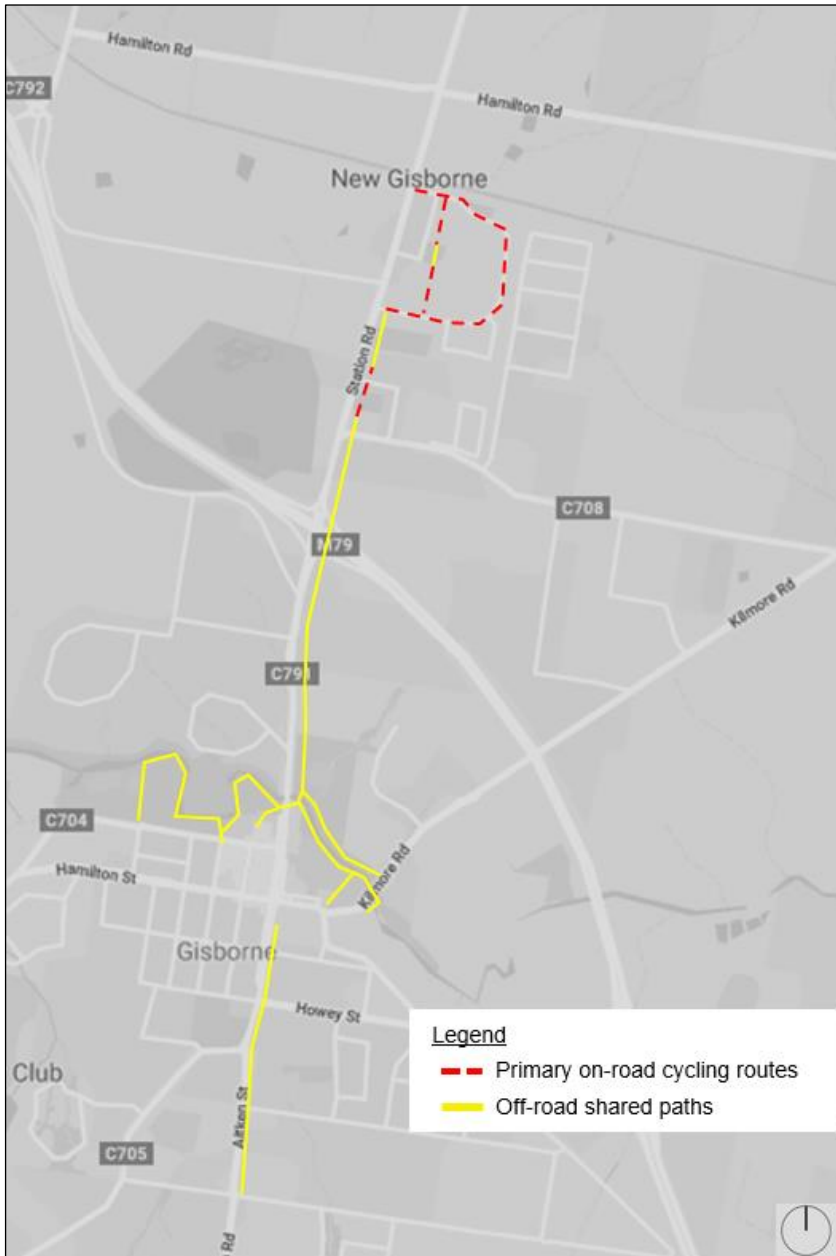 Hamilton Rd
C792
Hamilton Rd
New Gisborne
Station Rd
C708
M79
Kilmore Rd
C791
C704
Kilmore Rd
Hamilton St
Gisborne
Howey St
Legend
Primary on-road cycling routes
Off-road shared paths
Club
Aitken St
C705
Rd